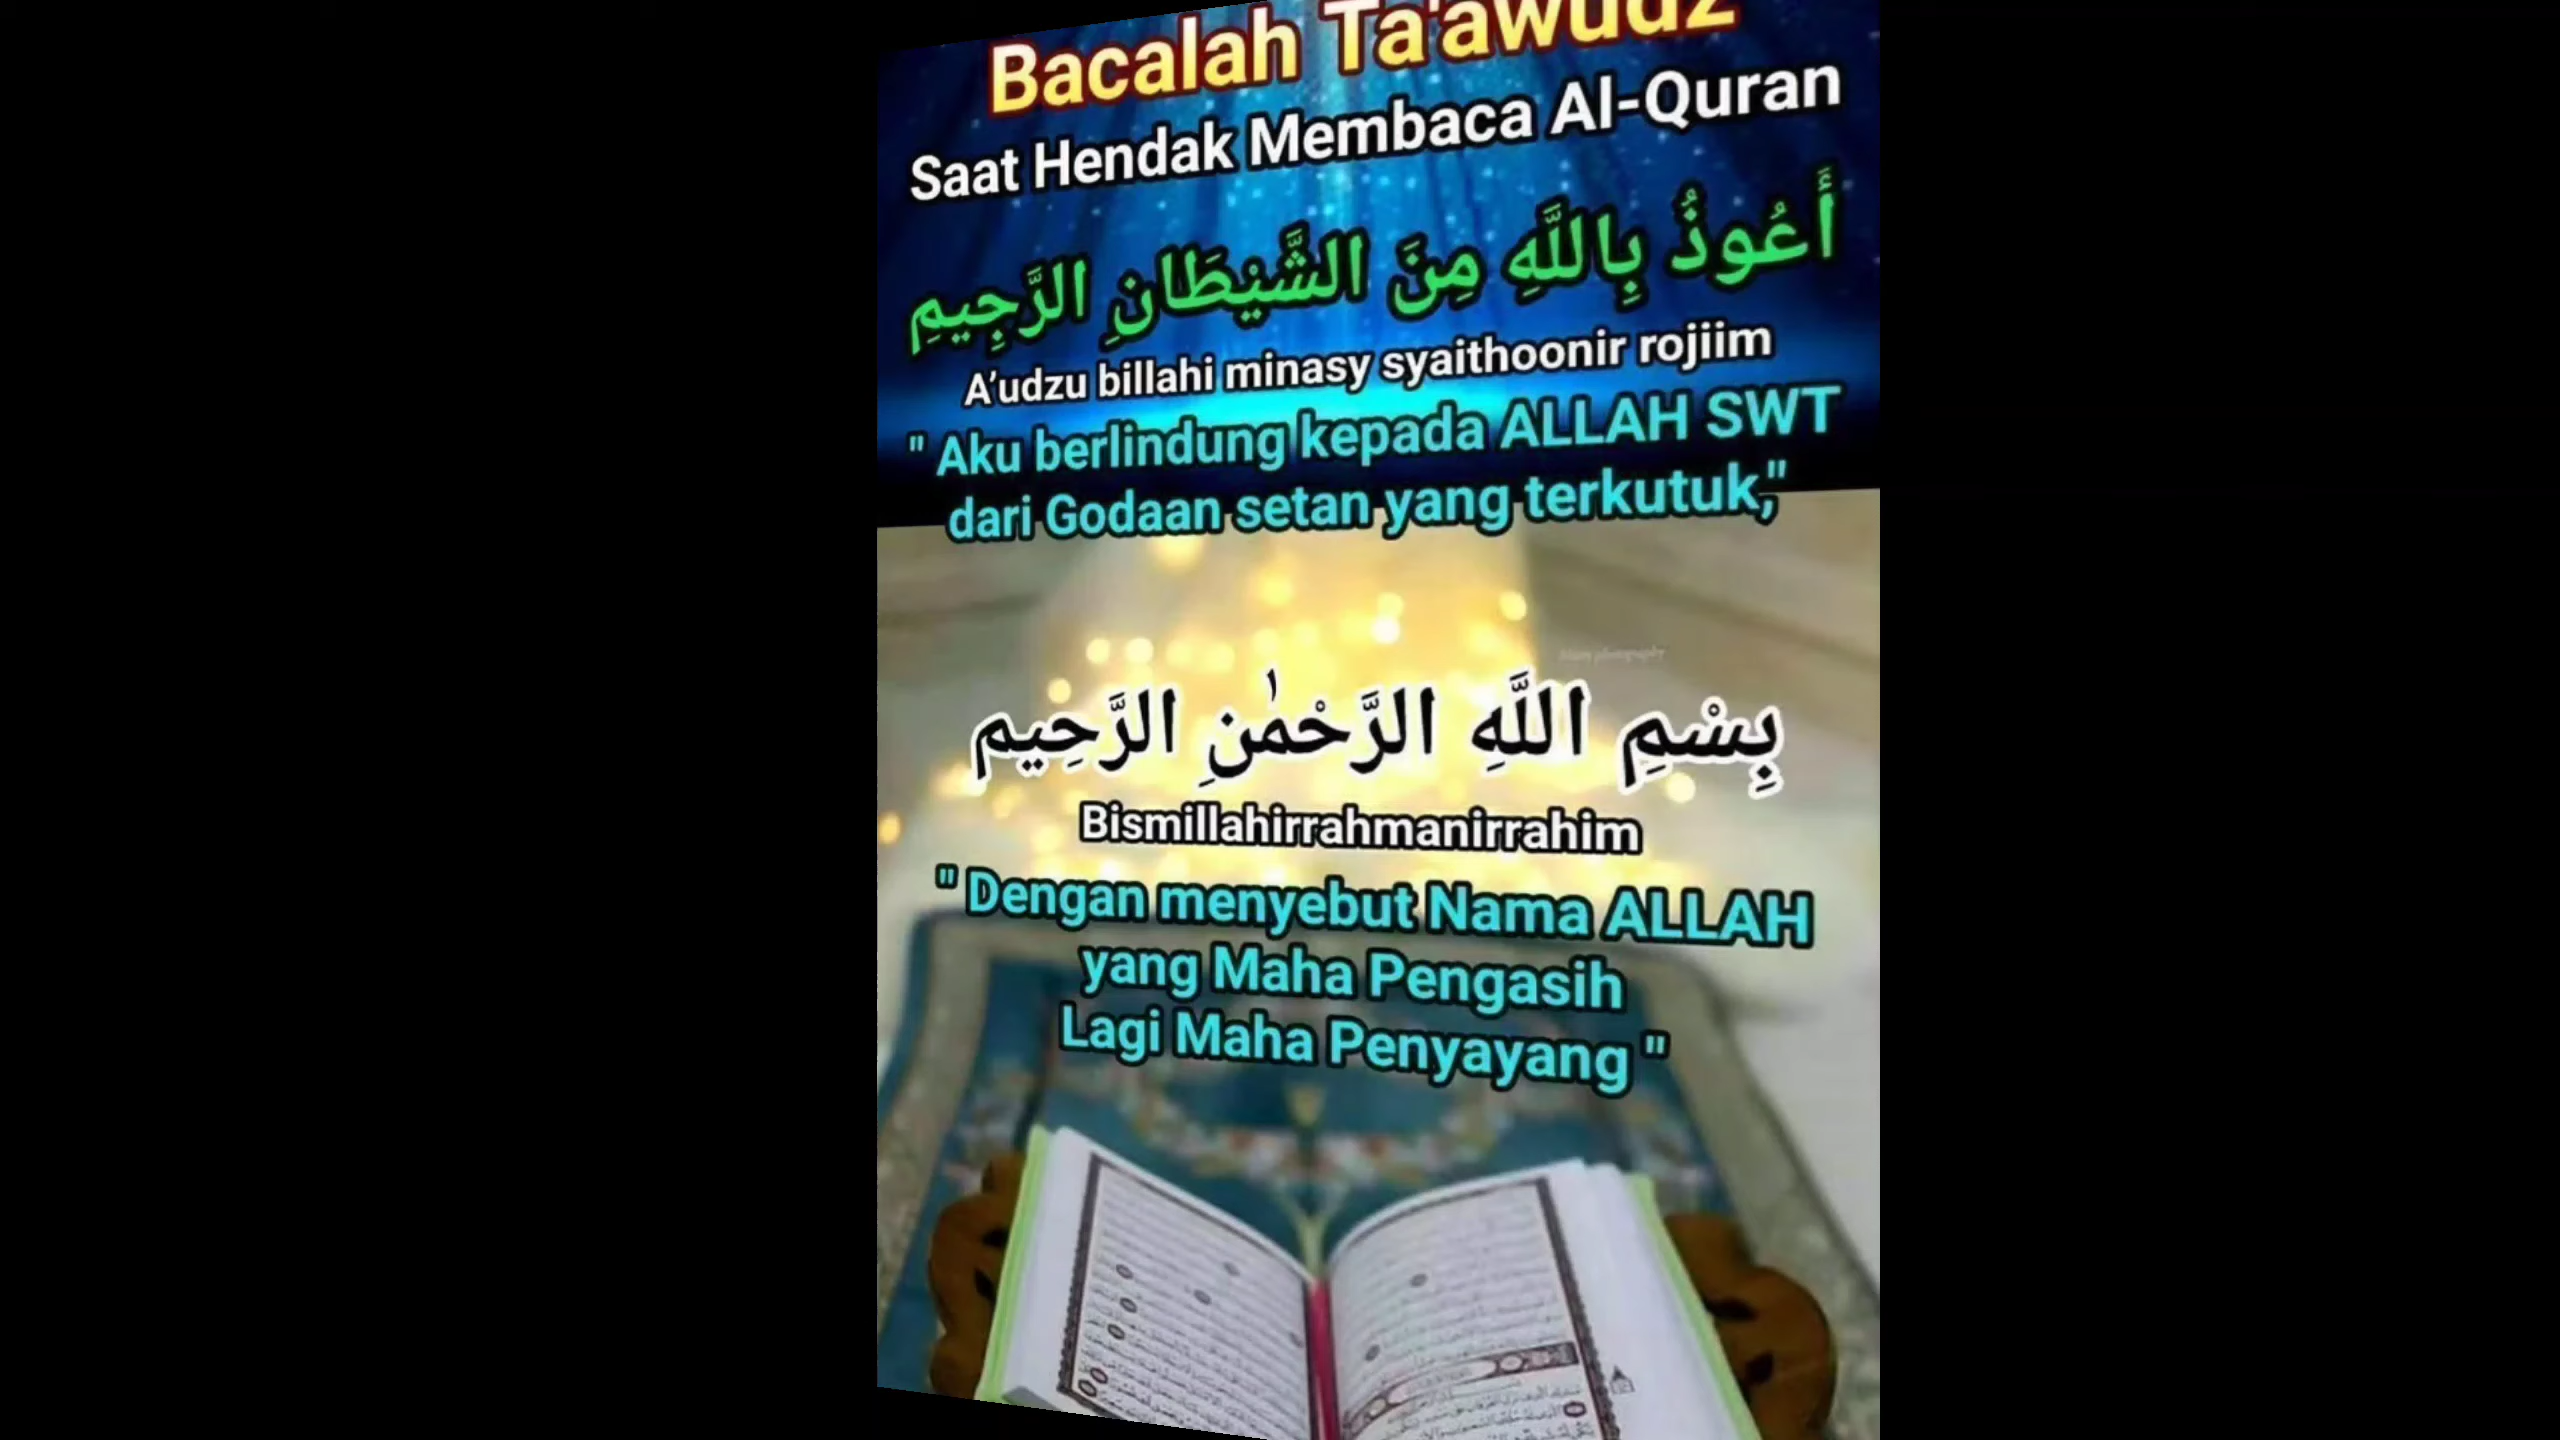 Bacalah Ta'awudz
Saat Hendak Membaca Al-Quran
أَعُوذُ بِاللَّهِ مِنَ الشَّيْطَانِ الرَّجِيمِ
A’udzu billahi minasy syaithoonir rojiim
" Aku berlindung kepada ALLAH SWT
dari Godaan setan yang terkutuk,"
بِسْمِ اللَّهِ الرَّحْمٰنِ الرَّحِيم
Bismillahirrahmanirrahim
" Dengan menyebut Nama ALLAH
yang Maha Pengasih
Lagi Maha Penyayang "